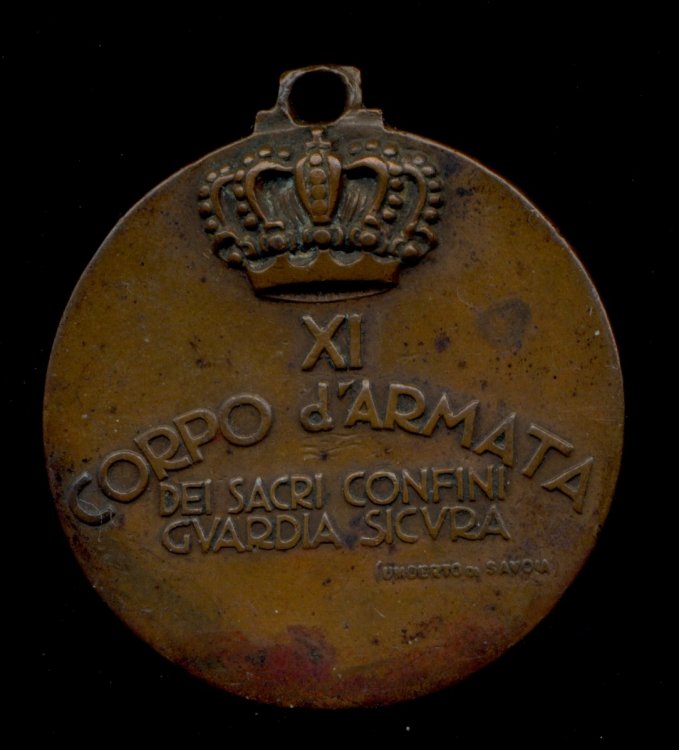 XI
CORPO d'ARMATA
DEI SACRI CONFINI
GVARDIA SICVRA
(UMBERTO DI SAVOIA)